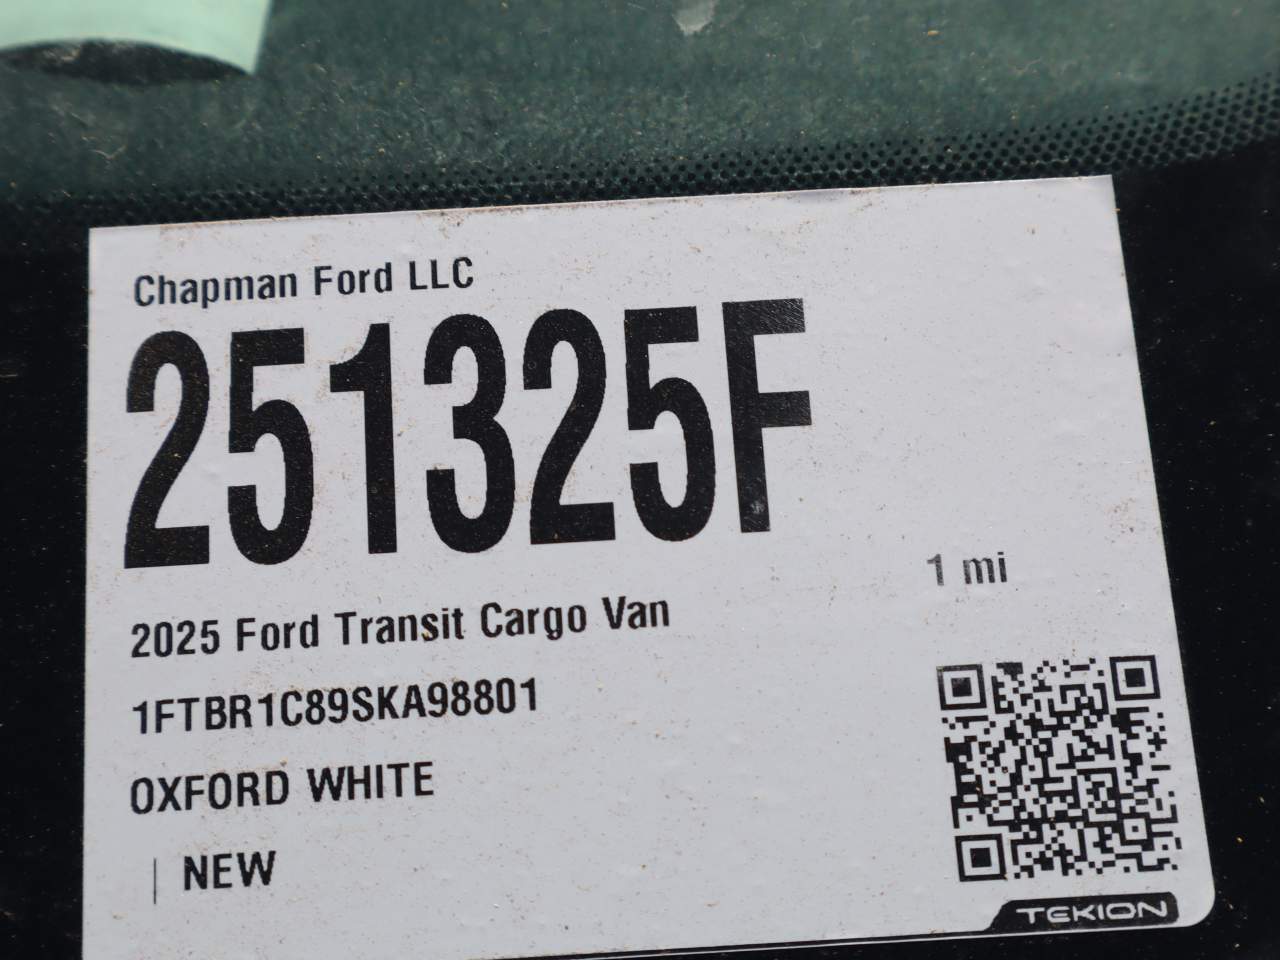 Chapman Ford LLC
251325F
1 mi
2025 Ford Transit Cargo Van
1FTBR1C89SKA98801
OXFORD WHITE
| NEW
TEKION